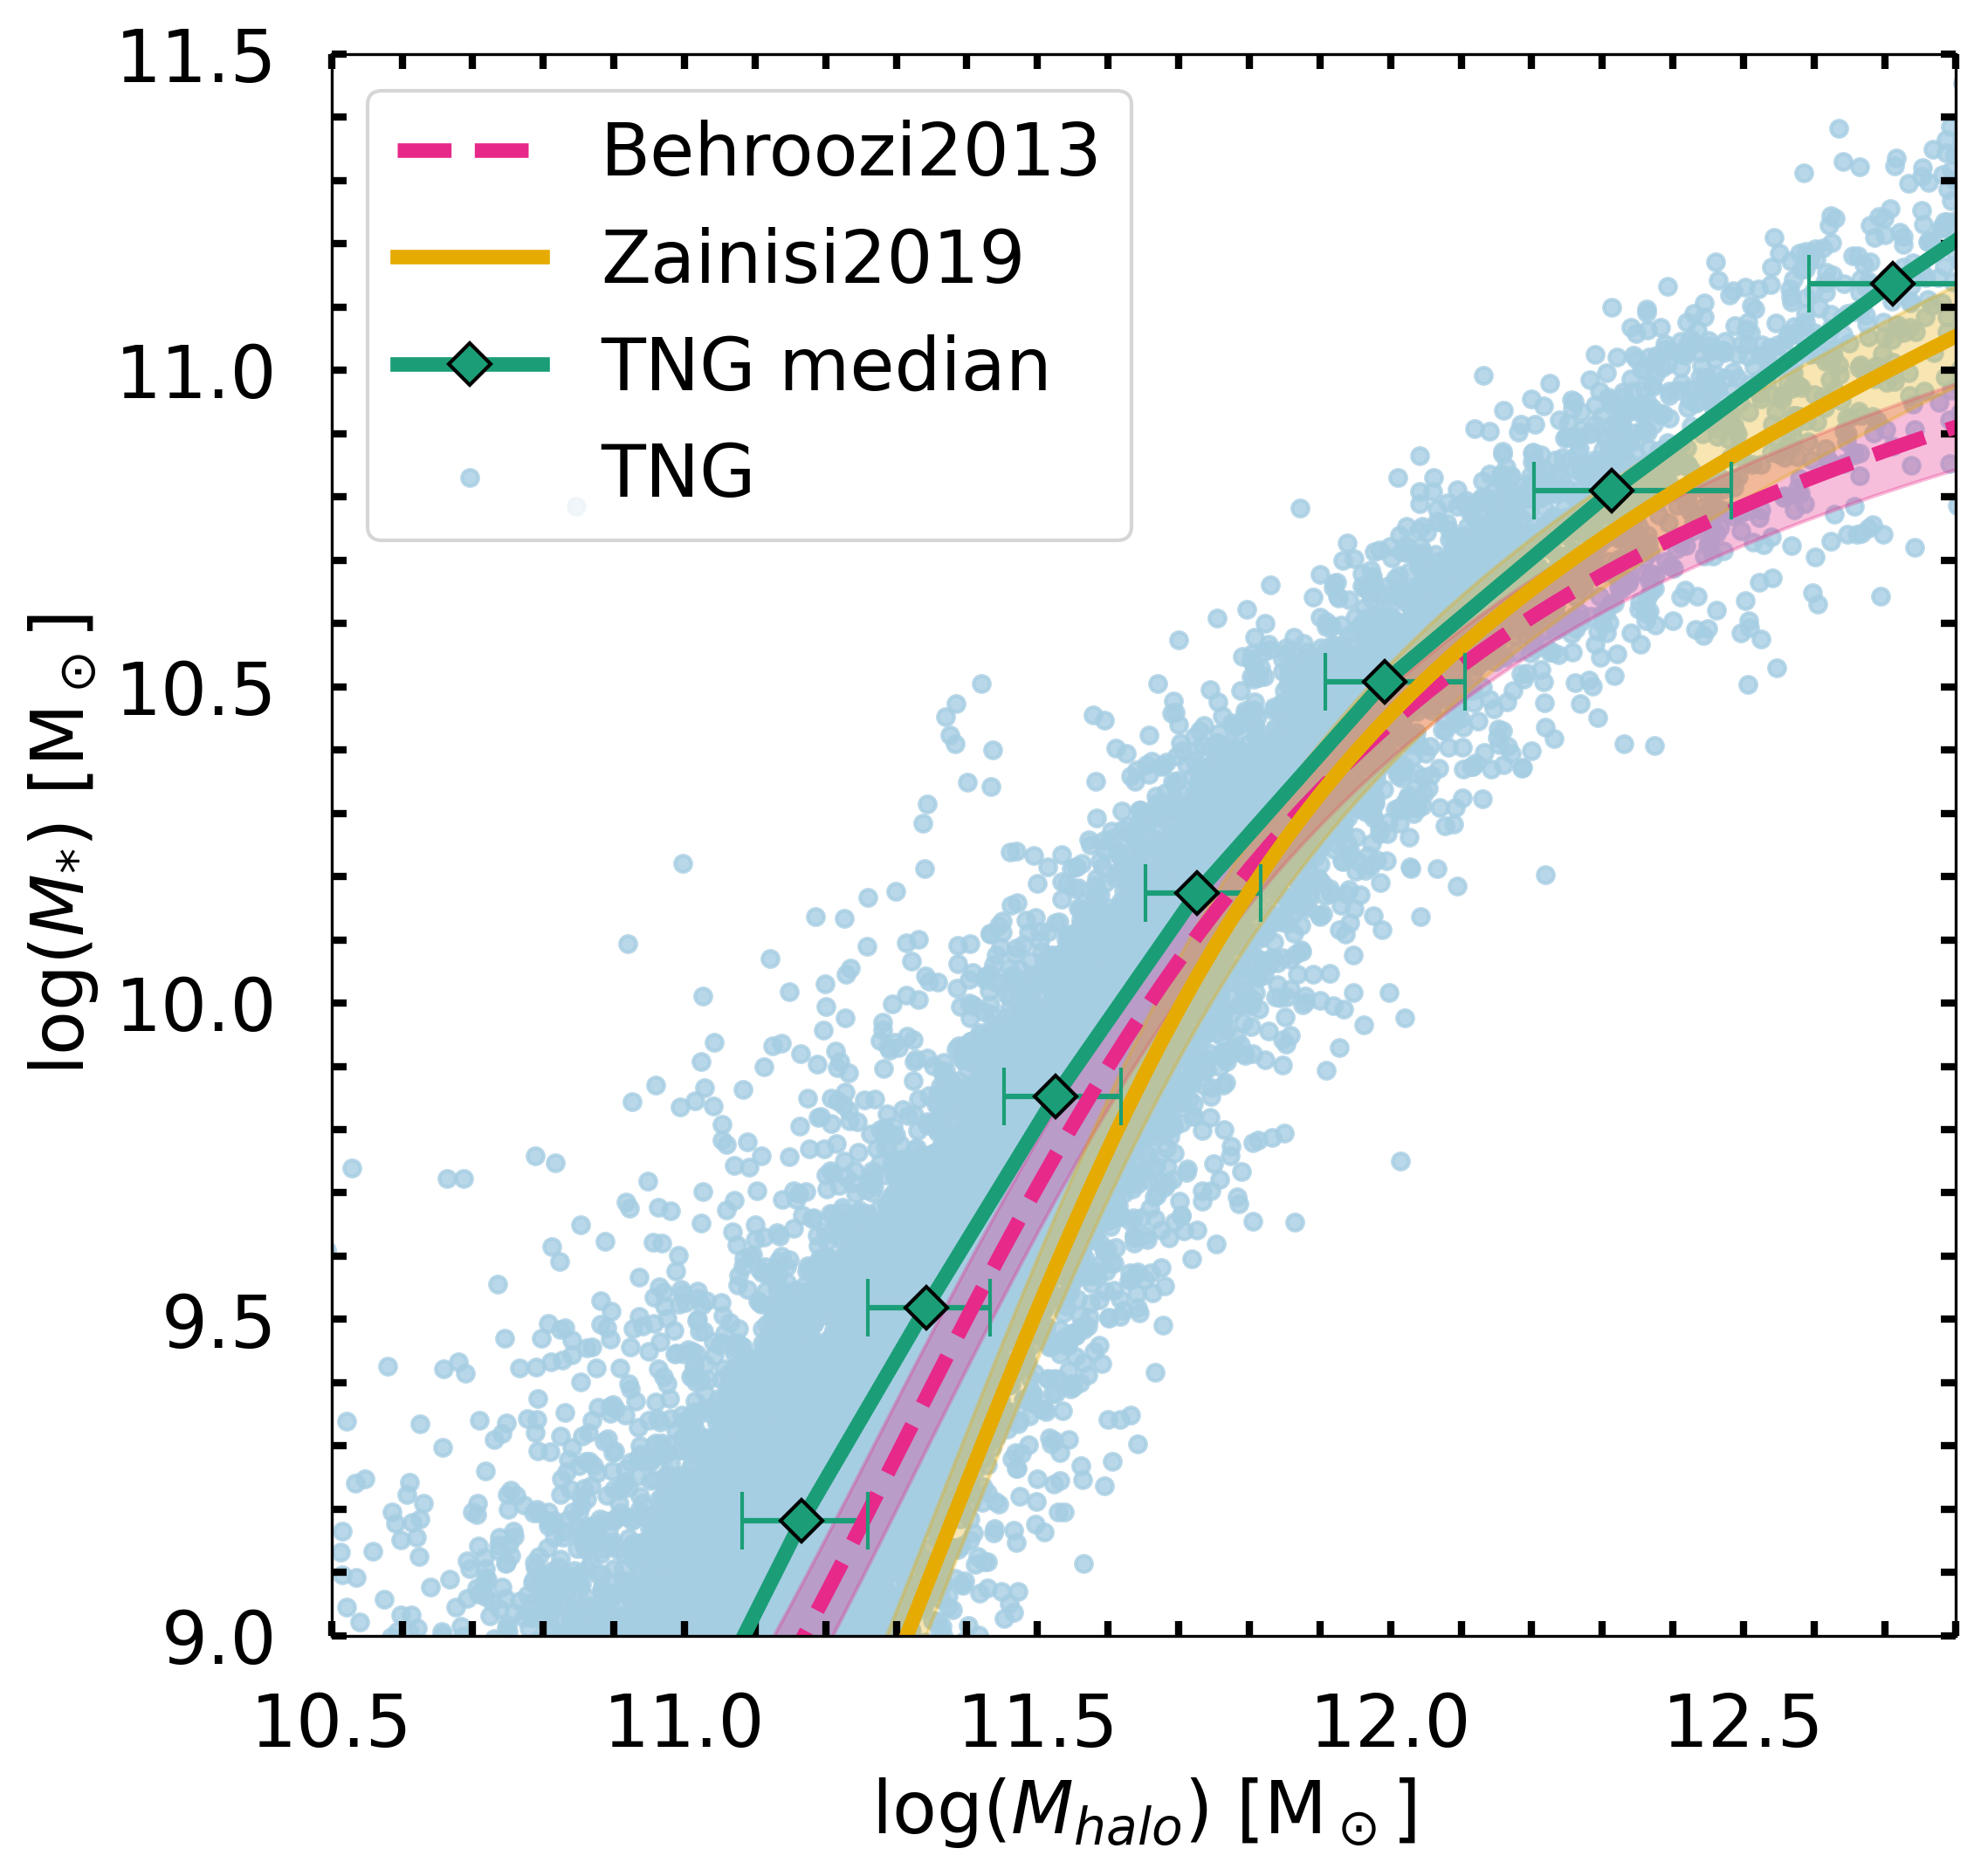 11.5
11.0
10.5
10.0
9.5
9.0
log(M*) [M⊙]
Behroozi2013
Zainisi2019
TNG median
TNG
10.5 11.0 11.5 12.0 12.5
log(Mhalo) [M⊙]